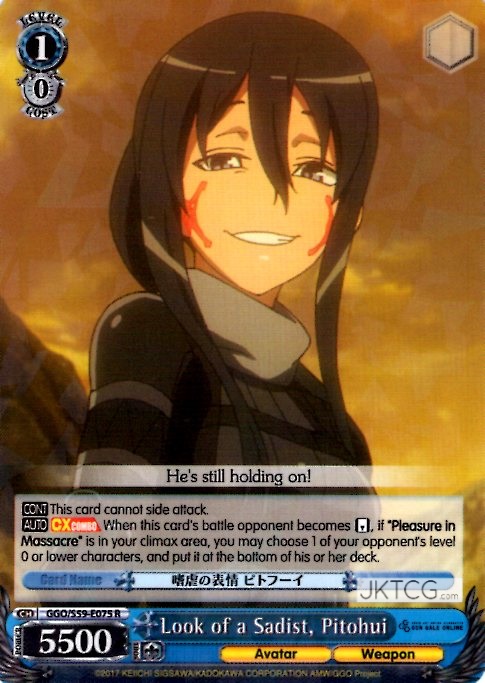 LEVEL
1
0
COST
He's still holding on!
CONT This card cannot side attack.
AUTO CX COMBO When this card's battle opponent becomes , if "Pleasure in
Massacre" is in your climax area, you may choose 1 of your opponent's level
0 or lower characters, and put it at the bottom of his or her deck.
Card Name 嗜虐の表情 ピトフーイ
JKTCG.com
CH GGO/S59-E075 R
POWER 5500 SOUL Look of a Sadist, Pitohui
GUN GALE ONLINE
Avatar Weapon
©2017 KEIICHI SIGSAWA/KADOKAWA CORPORATION AMW/GGO Project